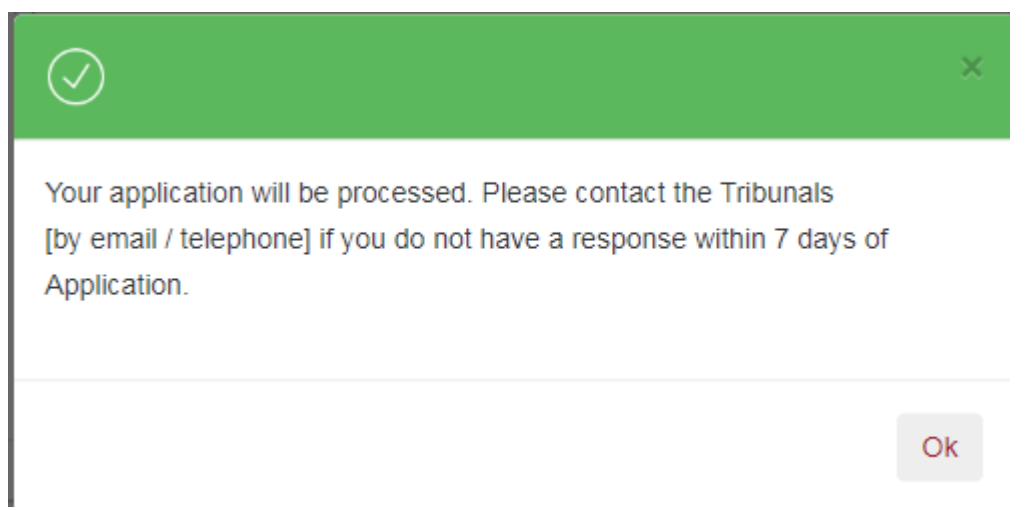 Your application will be processed. Please contact the Tribunals
[by email / telephone] if you do not have a response within 7 days of
Application.
Ok